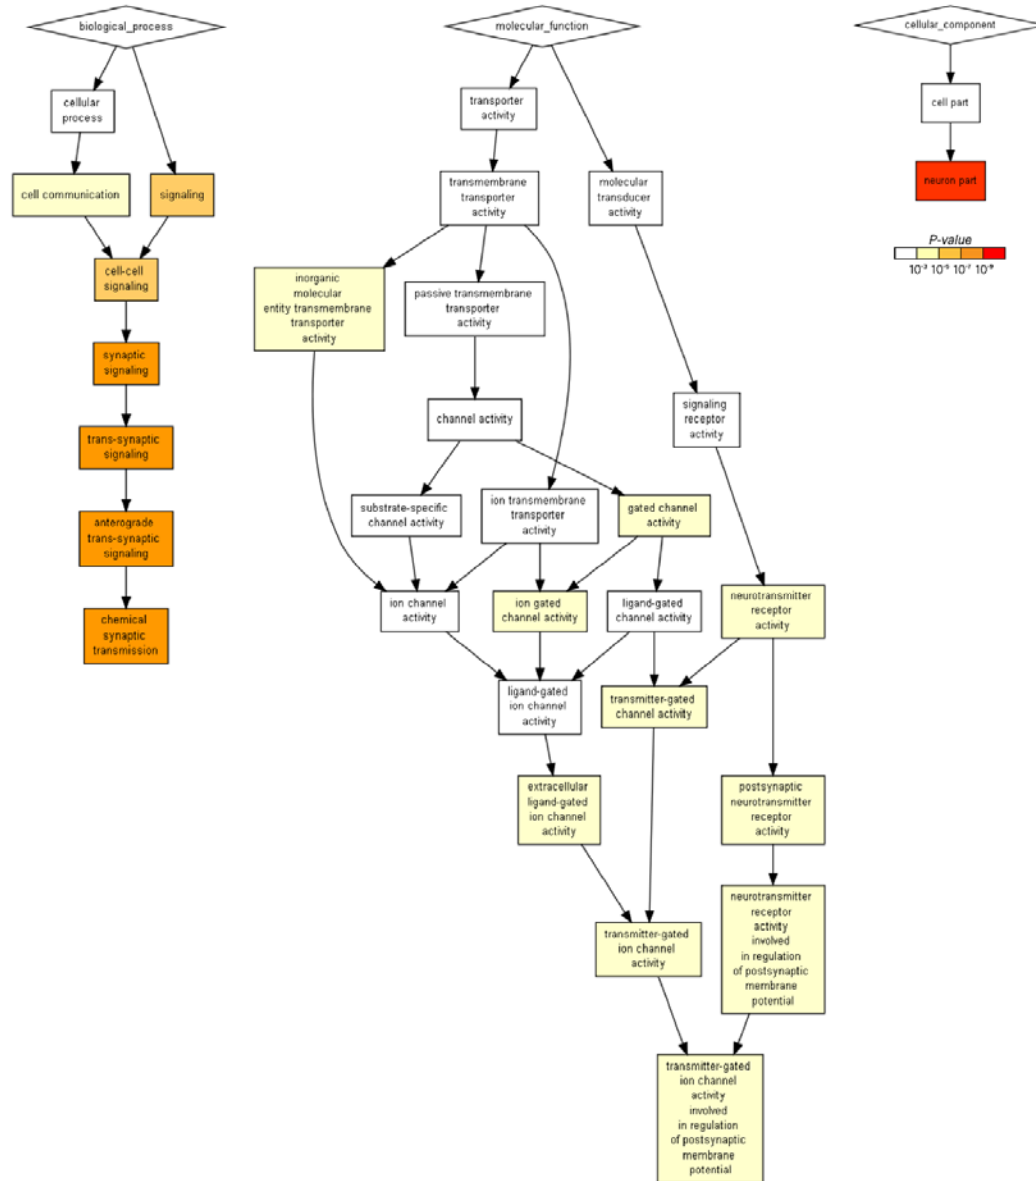 biological_process
cellular
process
cell communication
signaling
cell-cell
signaling
synaptic
signaling
trans-synaptic
signaling
anterograde
trans-synaptic
signaling
chemical
synaptic
transmission
molecular_function
transporter
activity
transmembrane
transporter
activity
molecular
transducer
activity
inorganic
molecular
entity transmembrane
transporter
activity
passive transmembrane
transporter
activity
channel activity
signaling
receptor
activity
substrate-specific
channel activity
ion transmembrane
transporter
activity
gated channel
activity
ion channel
activity
ion gated
channel activity
ligand-gated
channel activity
neurotransmitter
receptor
activity
ligand-gated
ion channel
activity
transmitter-gated
channel activity
extracellular
ligand-gated
ion channel
activity
postsynaptic
neurotransmitter
receptor
activity
transmitter-gated
ion channel
activity
neurotransmitter
receptor
activity
involved
in regulation
of postsynaptic
membrane
potential
transmitter-gated
ion channel
activity
involved
in regulation
of postsynaptic
membrane
potential
cellular_component
cell part
neuron part
P-value
10⁻³ 10⁻⁵ 10⁻⁷ 10⁻⁹